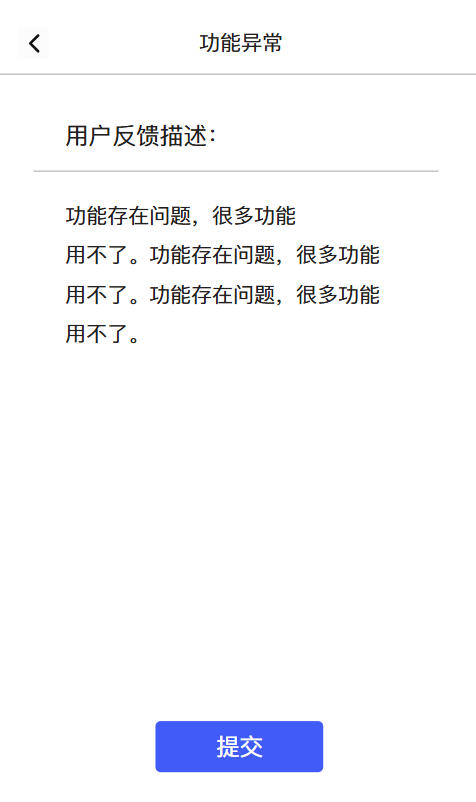 功能异常
用户反馈描述：
功能存在问题，很多功能
用不了。功能存在问题，很多功能
用不了。功能存在问题，很多功能
用不了。
提交